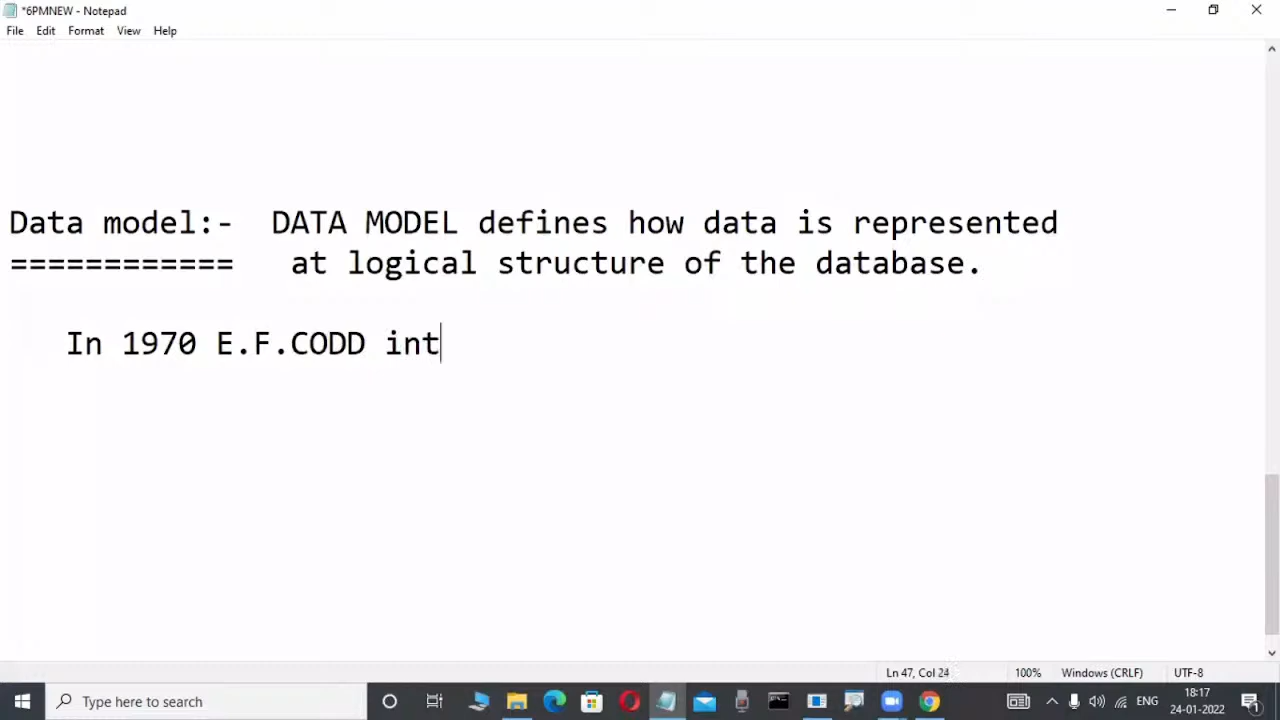 *6PMNEW - Notepad
File Edit Format View Help
Data model:-  DATA MODEL defines how data is represented
============   at logical structure of the database.
In 1970 E.F.CODD int
Ln 47, Col 24 100% Windows (CRLF) UTF-8
Type here to search
ENG
18:17
24-01-2022
1